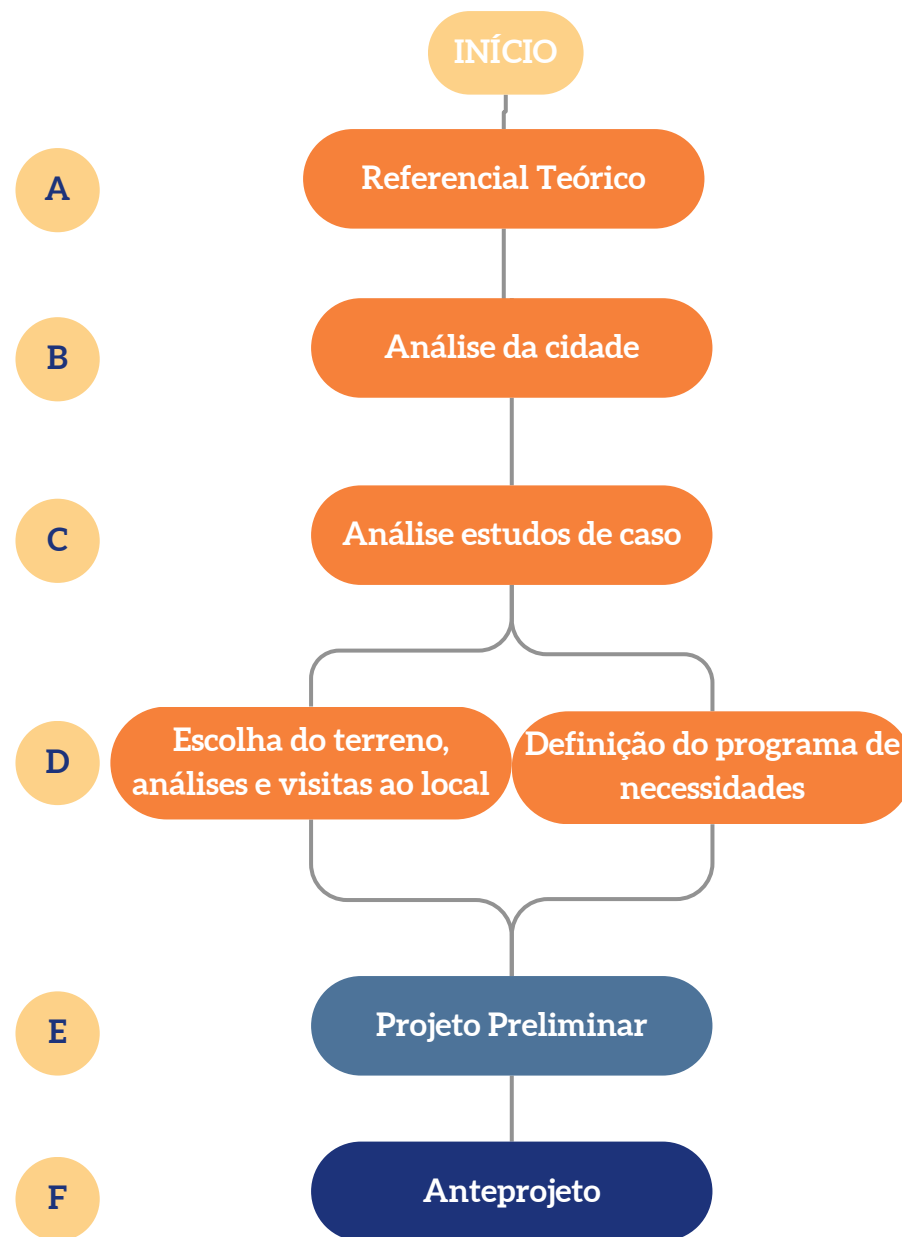 INÍCIO
A
Referencial Teórico
B
Análise da cidade
C
Análise estudos de caso
D
Escolha do terreno,
análises e visitas ao local
Definição do programa de
necessidades
E
Projeto Preliminar
F
Anteprojeto